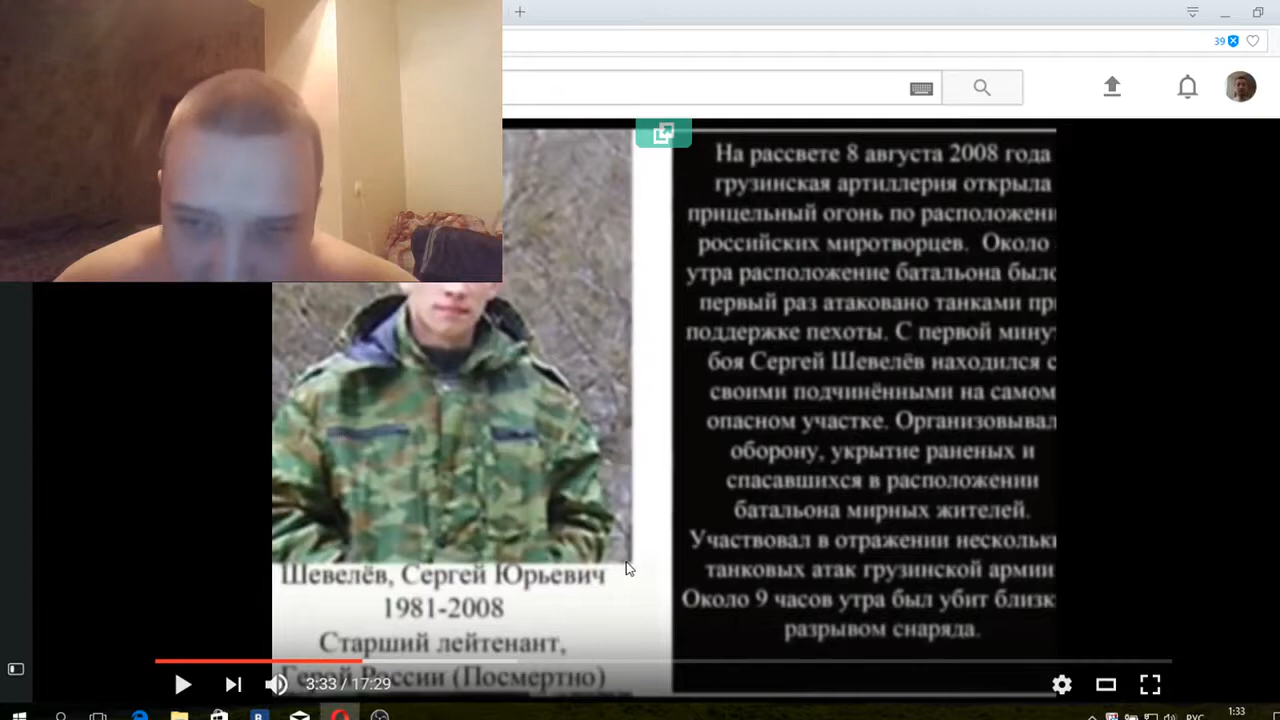 39
На рассвете 8 августа 2008 года
грузинская артиллерия открыла
прицельный огонь по расположени
российских миротворцев. Около
утра расположение батальона было
первый раз атаковано танками пр
поддержке пехоты. С первой мину
боя Сергей Шевелёв находился с
своими подчинёнными на самом
опасном участке. Организовывал
оборону, укрытие раненых и
спасавшихся в расположении
батальона мирных жителей.
Участвовал в отражении нескольк
танковых атак грузинской армии
Около 9 часов утра был убит близк
разрывом снаряда.
Шевелёв, Сергей Юрьевич
1981-2008
Старший лейтенант,
Герой России (Посмертно)
3:33 / 17:29
РУС
1:33